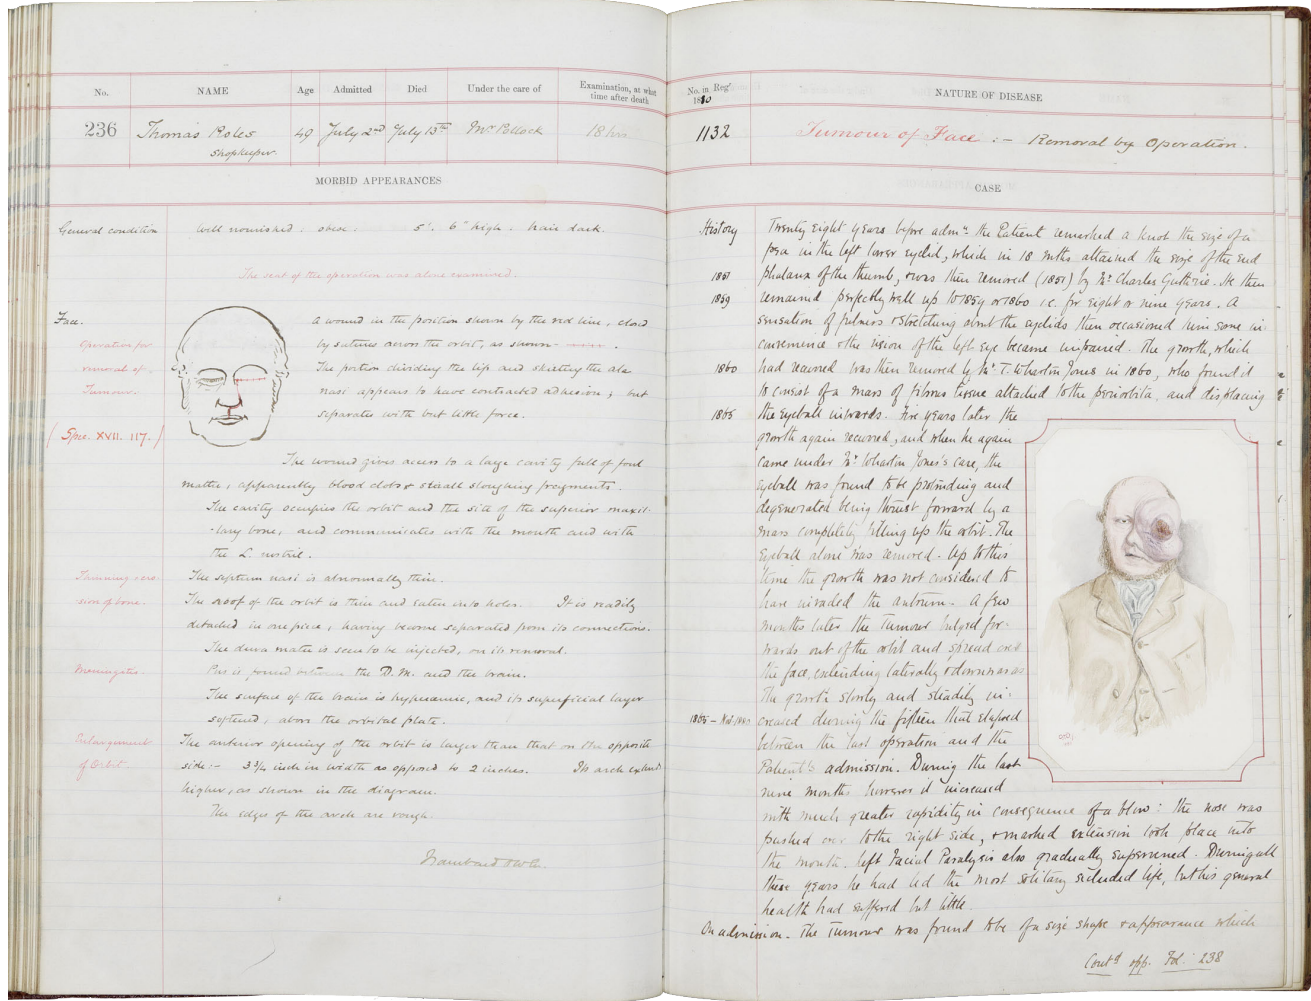 No.
NAME
Age
Admitted
Died
Under the care of
Examination, at what time after death
236
Thomas Roles
Shopkeeper
49
July 2nd
July 13th
Mr Pollock
18 hrs
MORBID APPEARANCES
General condition
Well nourished: obese: 5'. 6" high. hair dark.
The seat of the operation was alone examined.
Face.
Operation for
removal of
Tumour.
(Spec. XVII. 117.)
A wound in the position shown by the red line, closed
by sutures across the orbit, as shown
The portion dividing the lip and skirting the ala
nasi appears to have contracted adhesion; but
separates with but little force.
The wound gives access to a large cavity full of foul
matter, apparently blood clots & small sloughing fragments.
The cavity occupies the orbit and the site of the superior maxil-
-lary bone, and communicates with the mouth and with
the L. nostril.
The septum nasi is abnormally thin.
Thinning & ero-
sion of bone.
The roof of the orbit is thin and eaten into holes. It is readily
detached in one piece, having become separated from its connections.
The dura mater is seen to be injected, on its removal.
Meningitis.
Pus is found between the D.M. and the brain.
The surface of the brain is hyperæmic, and its superficial layer
softened, above the orbital plate.
Enlargement
of Orbit.
The anterior opening of the orbit is larger than that on the opposite
side:- 3 3/4 inch in width as opposed to 2 inches. Its arch extends
higher, as shown in the diagram.
The edges of the arch are rough.
No. in Regr
1880
NATURE OF DISEASE
1132
Tumour of Face :- Removal by Operation.
CASE
History
Twenty Eight years before admn. the Patient remarked a knot the size of a
pea in the left lower eyelid, which in 18 mths attained the size of the end
1851
phalanx of the thumb, & was then removed (1851) by Mr Charles Guthrie. He then
1859
remained perfectly well up to 1859 or 1860 i.e. for eight or nine years. A
sensation of fulness & stretching about the eyelids then occasioned him some in-
convenience & the vision of the left Eye became impaired. The growth, which
1860
had recurred was then removed by Mr. T. Wharton Jones in 1860, who found it
to consist of a mass of fibrous tissue attached to the periorbita, and displacing
1865
the Eyeball inwards. Five years later the
growth again recurred, and when he again
came under Mr. Wharton Jones's care, the
Eyeball was found to be protruding and
degenerated being thrust forward by a
mass completely filling up the orbit. The
Eyeball alone was removed. Up to this
time the growth was not considered to
have invaded the antrum. A few
months later the tumour bulged for-
wards out of the orbit and spread over
the face, extending laterally & downwards
The growth slowly and steadily in-
1865 -
creased during the fifteen that elapsed
between the last operation and the
Patient's admission. During the last
nine months however it increased
with much greater rapidity in consequence of a blow: the nose was
pushed over to the right side, & marked extension took place into
the mouth. left Facial Paralysis also gradually supervened. During all
these years he had led the most solitary secluded life, but his general
health had suffered but little.
On admission. The Tumour was found to be of a size shape & appearance which
Contd opp. Fol: 238